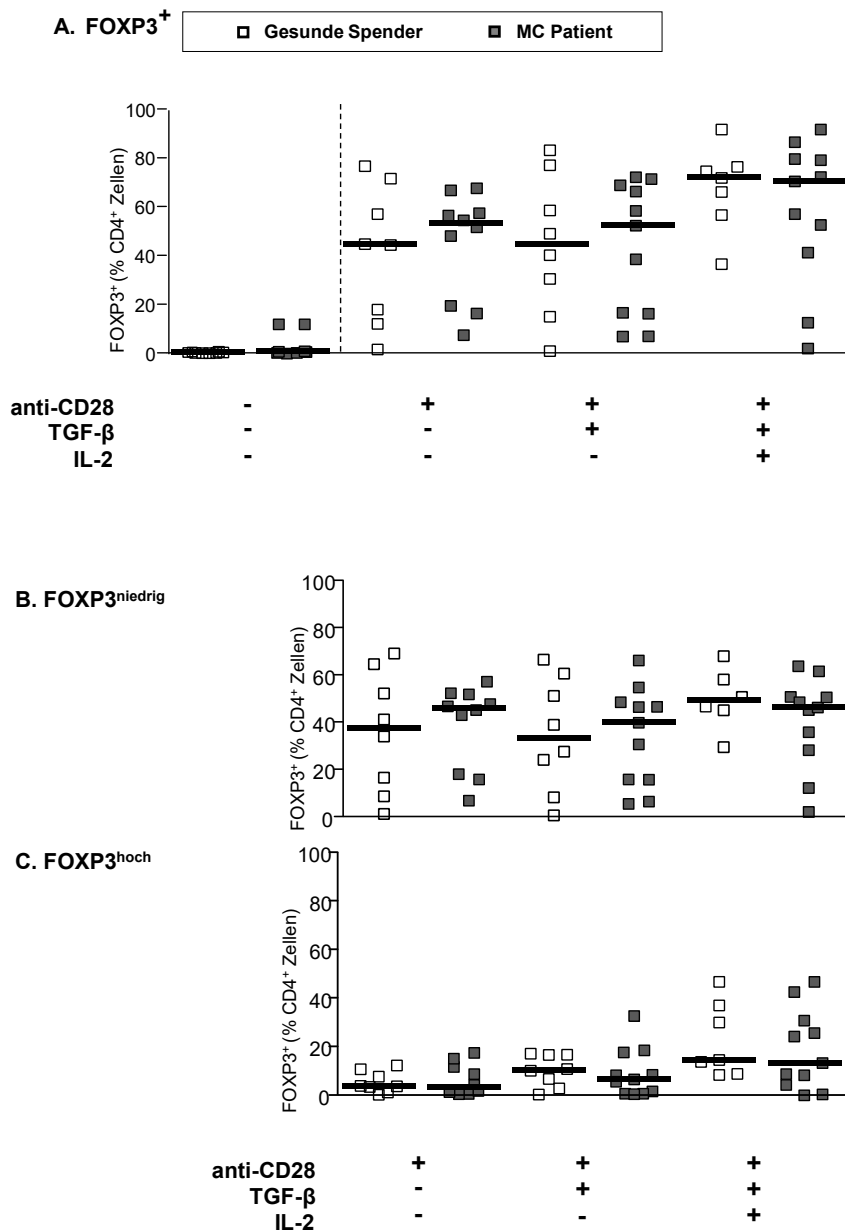 A. FOXP3⁺
Gesunde Spender
MC Patient
FOXP3⁺ (% CD4⁺ Zellen)
100
80
60
40
20
0
anti-CD28 - + + +
TGF-β - - + +
IL-2 - - - +
B. FOXP3ⁿⁱᵉᵈʳⁱᵍ
FOXP3⁺ (% CD4⁺ Zellen)
100
80
60
40
20
0
C. FOXP3ʰᵒᶜʰ
FOXP3⁺ (% CD4⁺ Zellen)
100
80
60
40
20
0
anti-CD28 + + +
TGF-β - + +
IL-2 - - +